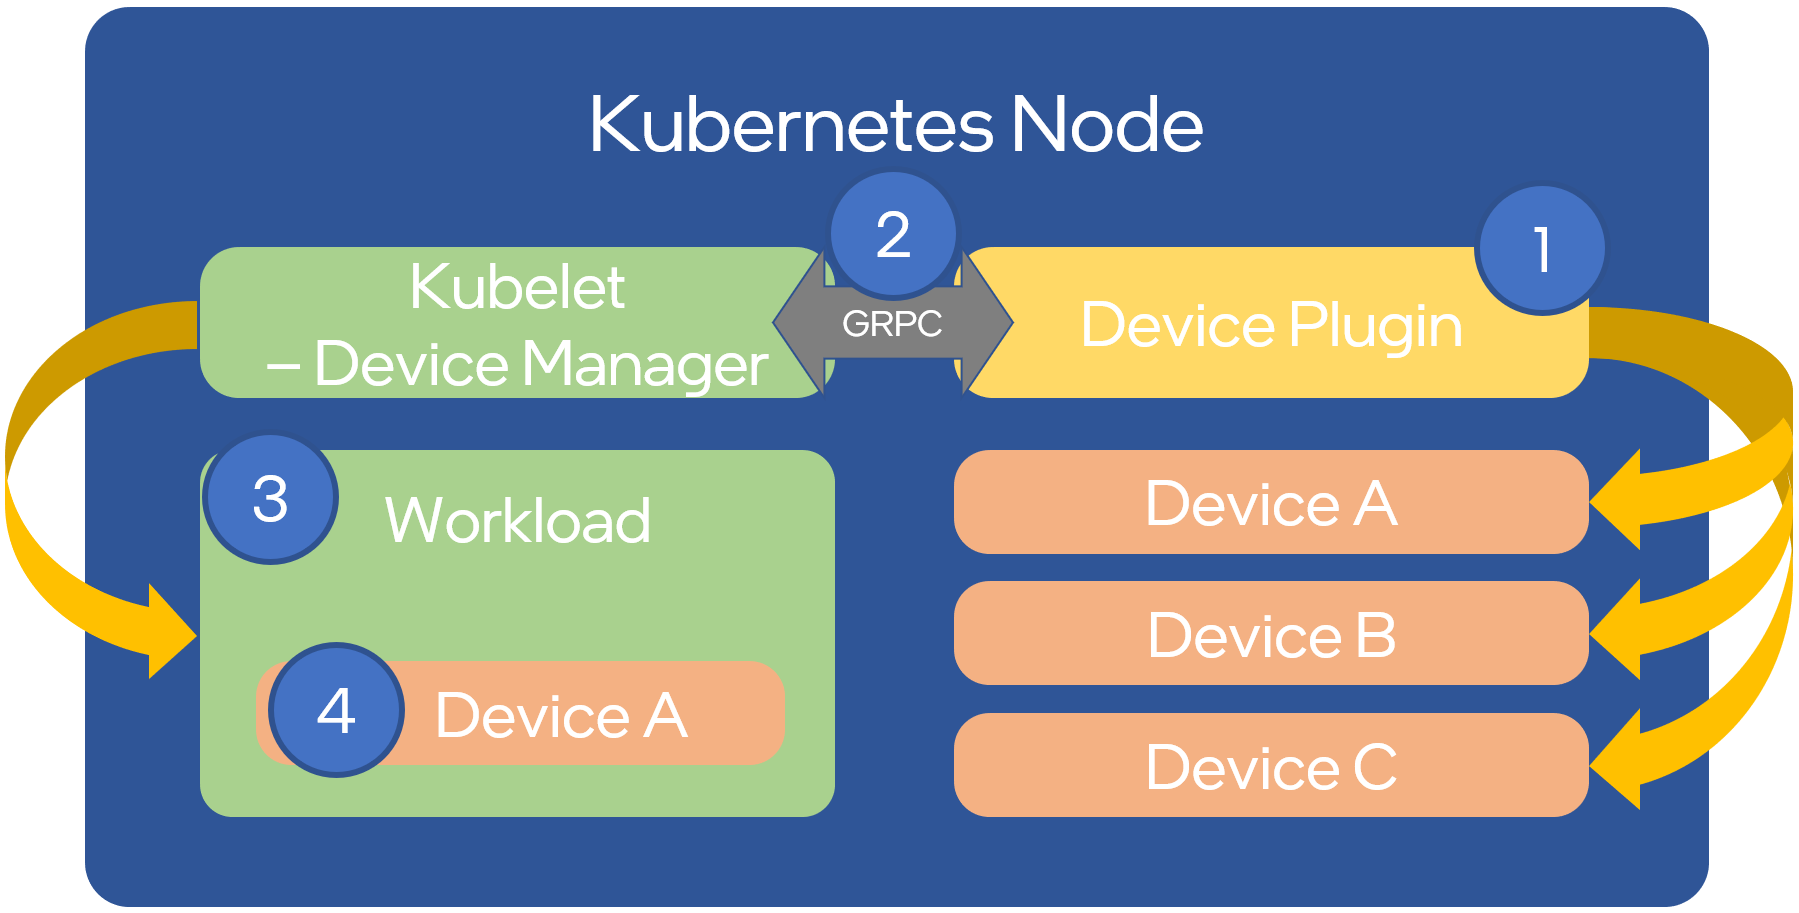 Kubernetes Node
2
1
Kubelet
– Device Manager
GRPC
Device Plugin
3
Workload
4
Device A
Device A
Device B
Device C